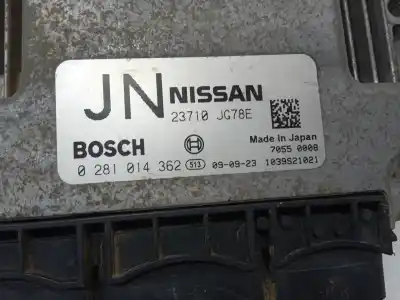 JN NISSAN
23710 JG78E
BOSCH Made in Japan
7055 0008
0 281 014 362 513 09-09-23 1039S21021